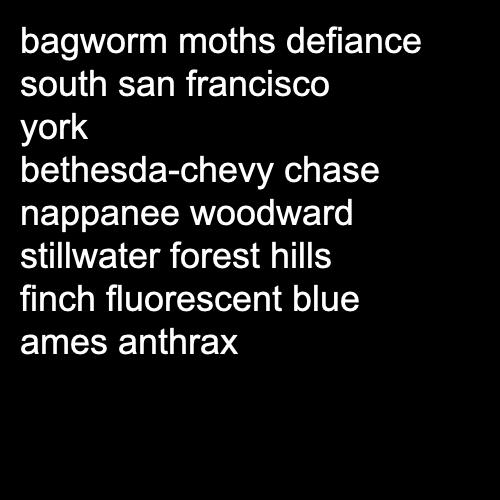 bagworm moths defiance
south san francisco
york
bethesda-chevy chase
nappanee woodward
stillwater forest hills
finch fluorescent blue
ames anthrax